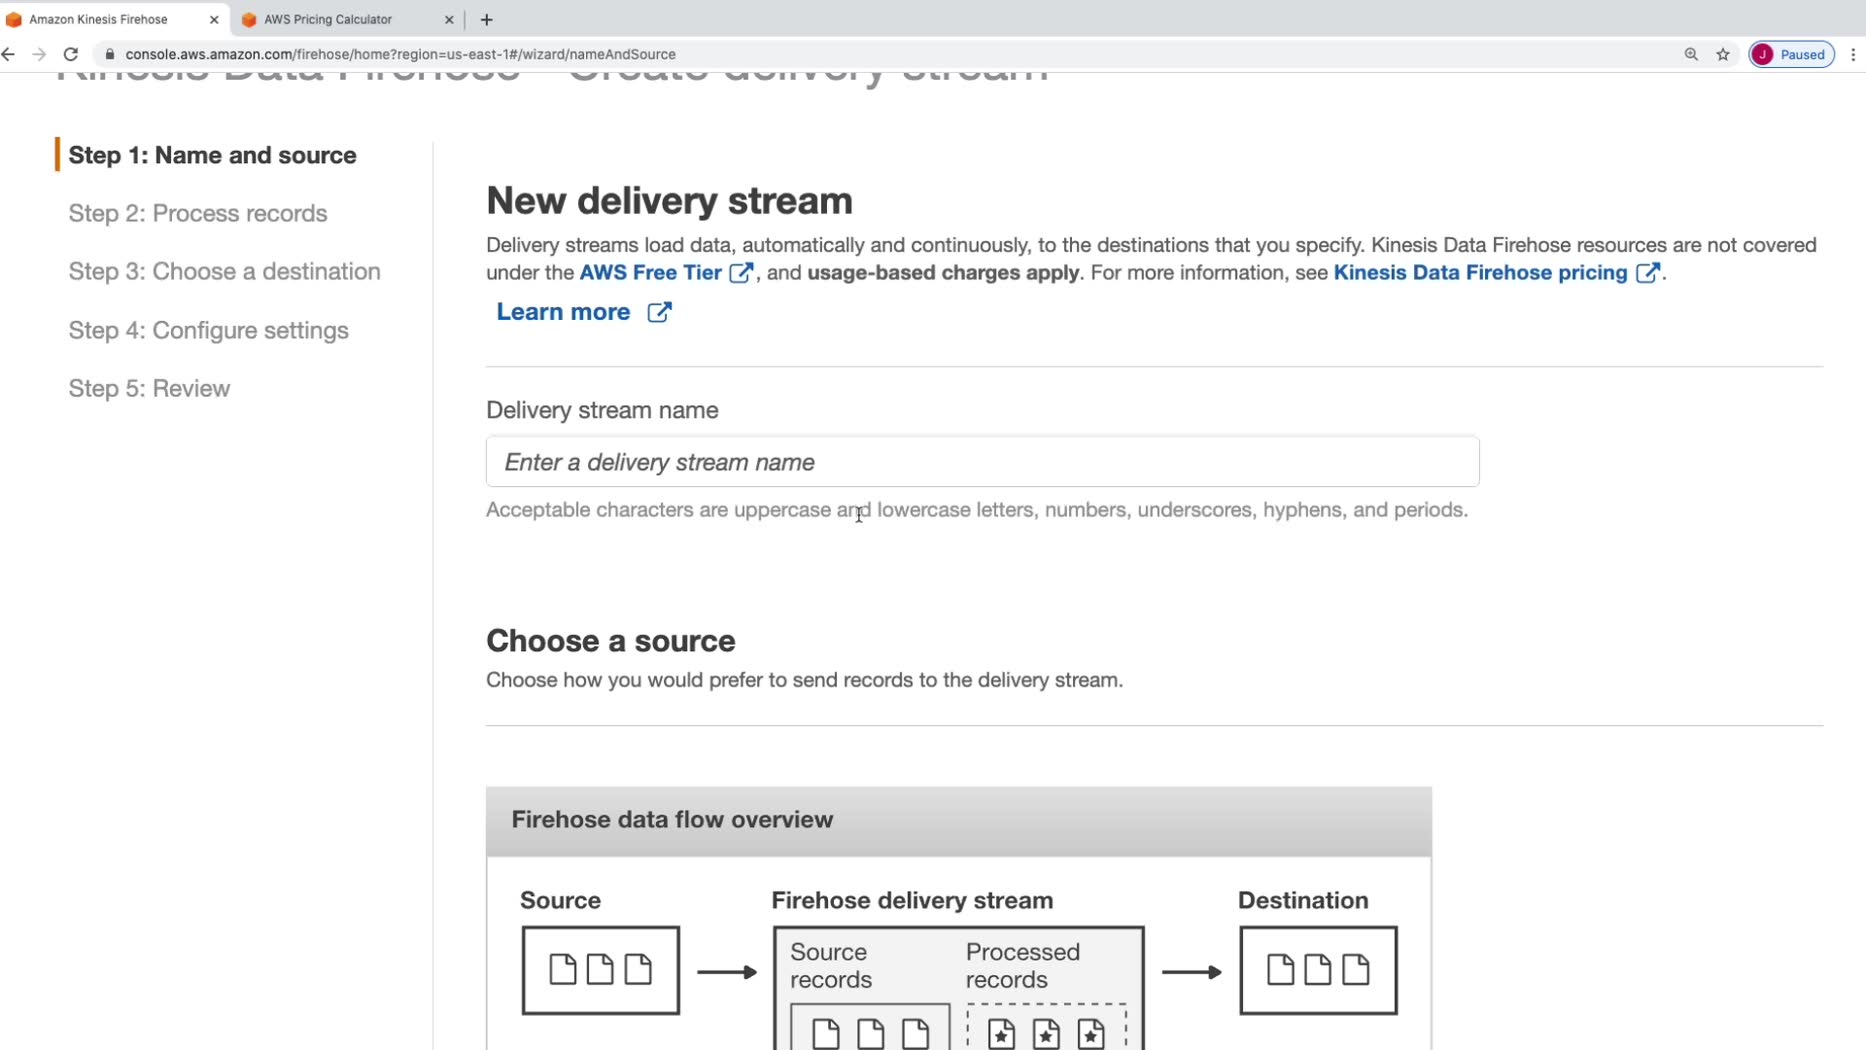 Amazon Kinesis Firehose
AWS Pricing Calculator
console.aws.amazon.com/firehose/home?region=us-east-1#/wizard/nameAndSource
J
Paused
Kinesis Data Firehose - Create delivery stream
Step 1: Name and source
Step 2: Process records
Step 3: Choose a destination
Step 4: Configure settings
Step 5: Review
New delivery stream
Delivery streams load data, automatically and continuously, to the destinations that you specify. Kinesis Data Firehose resources are not covered
under the AWS Free Tier, and usage-based charges apply. For more information, see Kinesis Data Firehose pricing.
Learn more
Delivery stream name
Enter a delivery stream name
Acceptable characters are uppercase and lowercase letters, numbers, underscores, hyphens, and periods.
Choose a source
Choose how you would prefer to send records to the delivery stream.
Firehose data flow overview
Source
Firehose delivery stream
Destination
Source
records
Processed
records